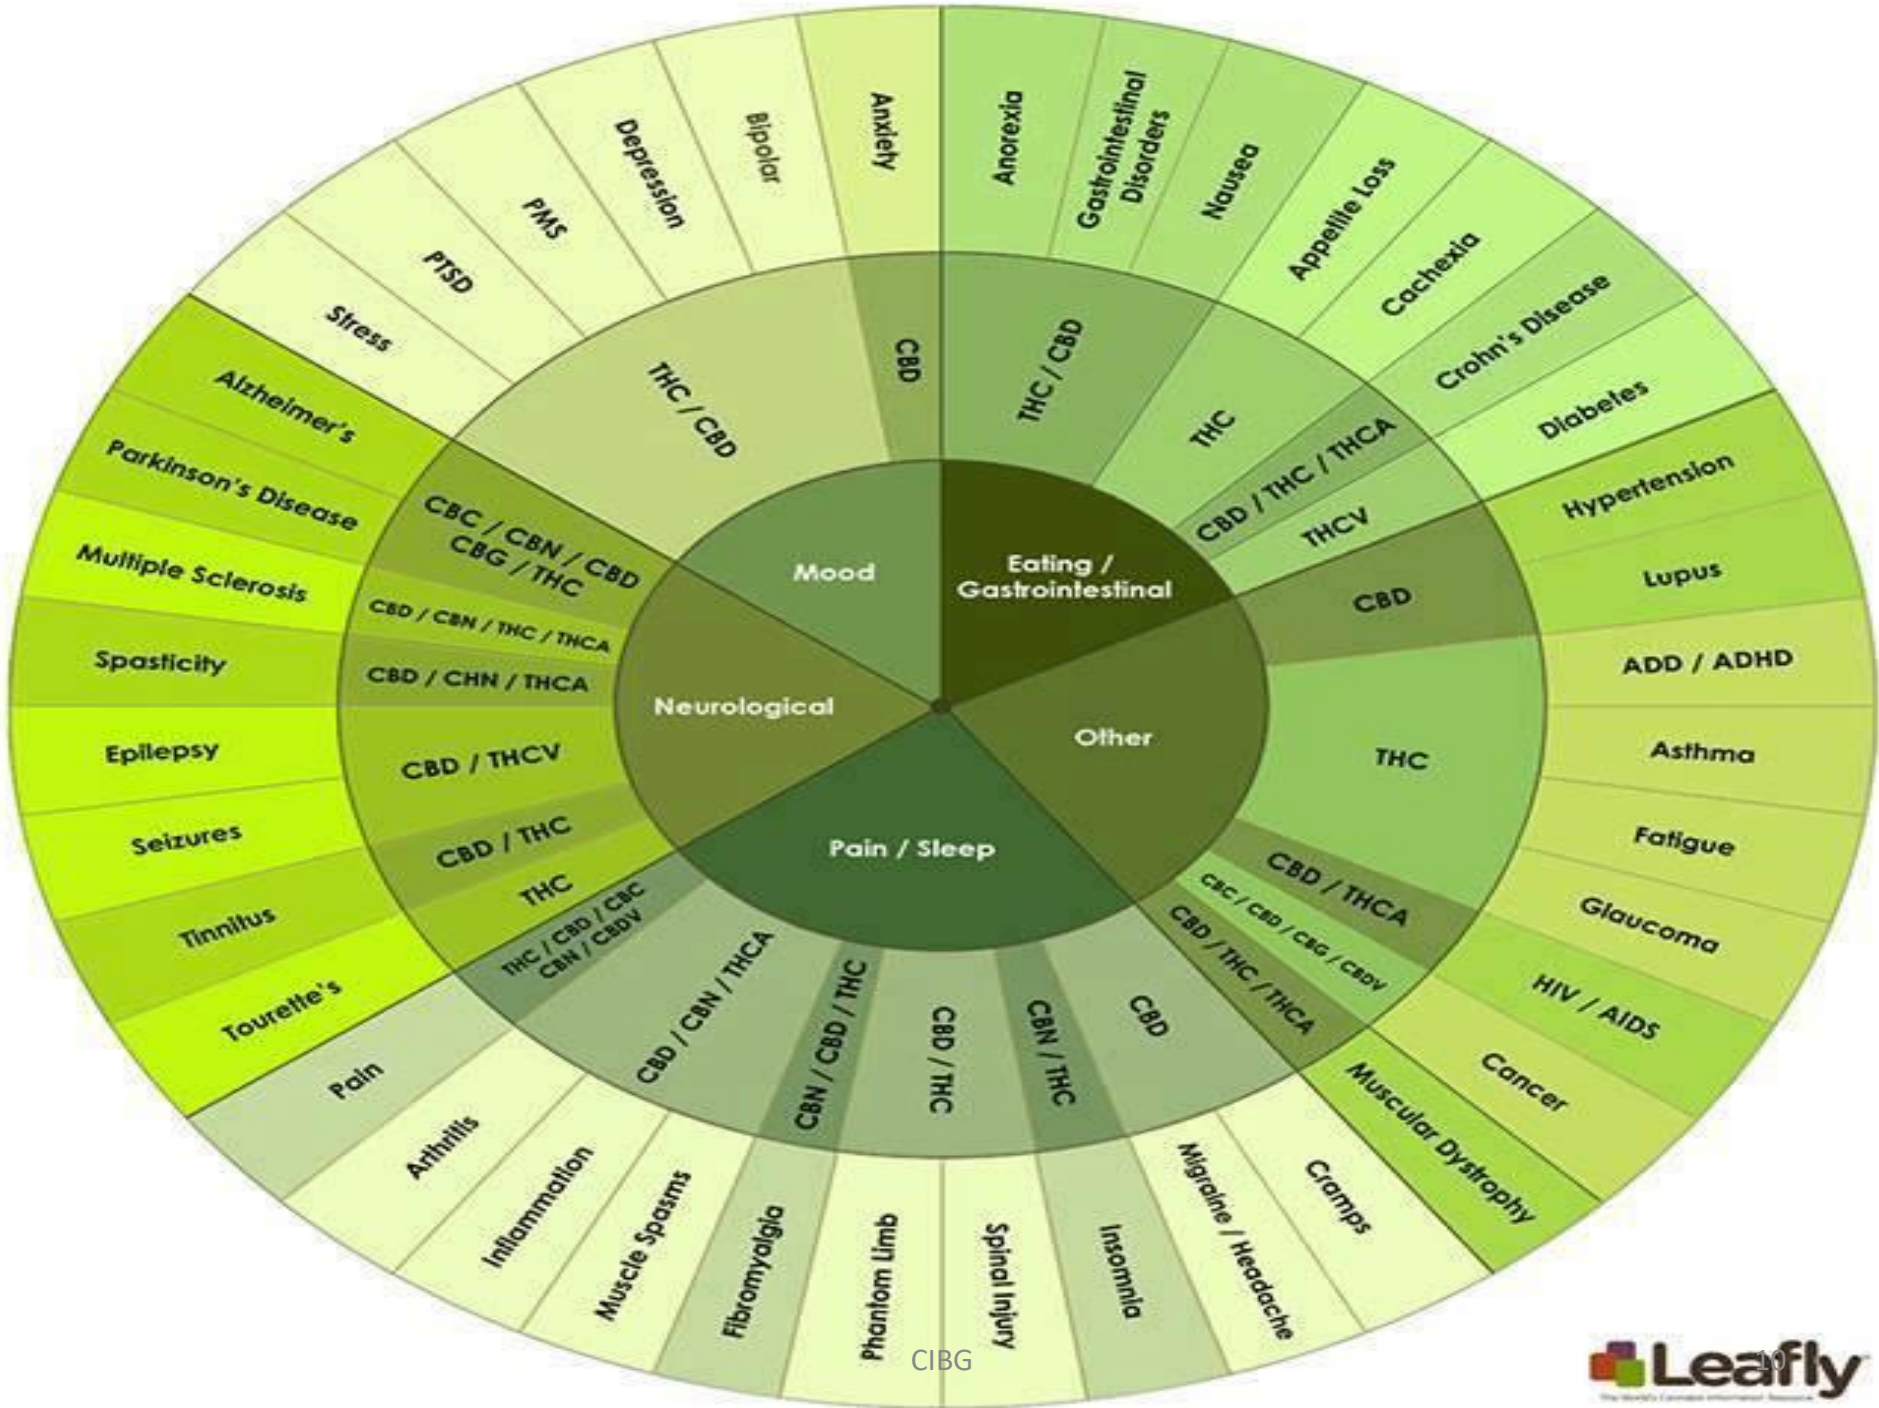 Mood
Eating /
Gastrointestinal
Other
Pain / Sleep
Neurological
THC / CBD
CBD
THC / CBD
THC
CBD / THC / THCA
THCV
CBD
THC
CBD / THCA
CBC / CBD / CBG / CBDV
CBD / THC / THCA
CBD
CBN / THC
CBD / THC
CBN / CBD / THC
CBD / CBN / THCA
THC / CBD / CBC
CBN / CBDV
THC
CBD / THC
CBD / THCV
CBD / CHN / THCA
CBD / CBN / THC / THCA
CBC / CBN / CBD
CBG / THC
Anxiety
Anorexia
Gastrointestinal
Disorders
Nausea
Appetite Loss
Cachexia
Crohn's Disease
Diabetes
Hypertension
Lupus
ADD / ADHD
Asthma
Fatigue
Glaucoma
HIV / AIDS
Cancer
Muscular Dystrophy
Cramps
Migraine / Headache
Insomnia
Spinal Injury
Phantom Limb
Fibromyalgia
Muscle Spasms
Inflammation
Arthritis
Pain
Tourette's
Tinnitus
Seizures
Epilepsy
Spasticity
Multiple Sclerosis
Parkinson's Disease
Alzheimer's
Stress
PTSD
PMS
Depression
Bipolar
CIBG
10
Leafly